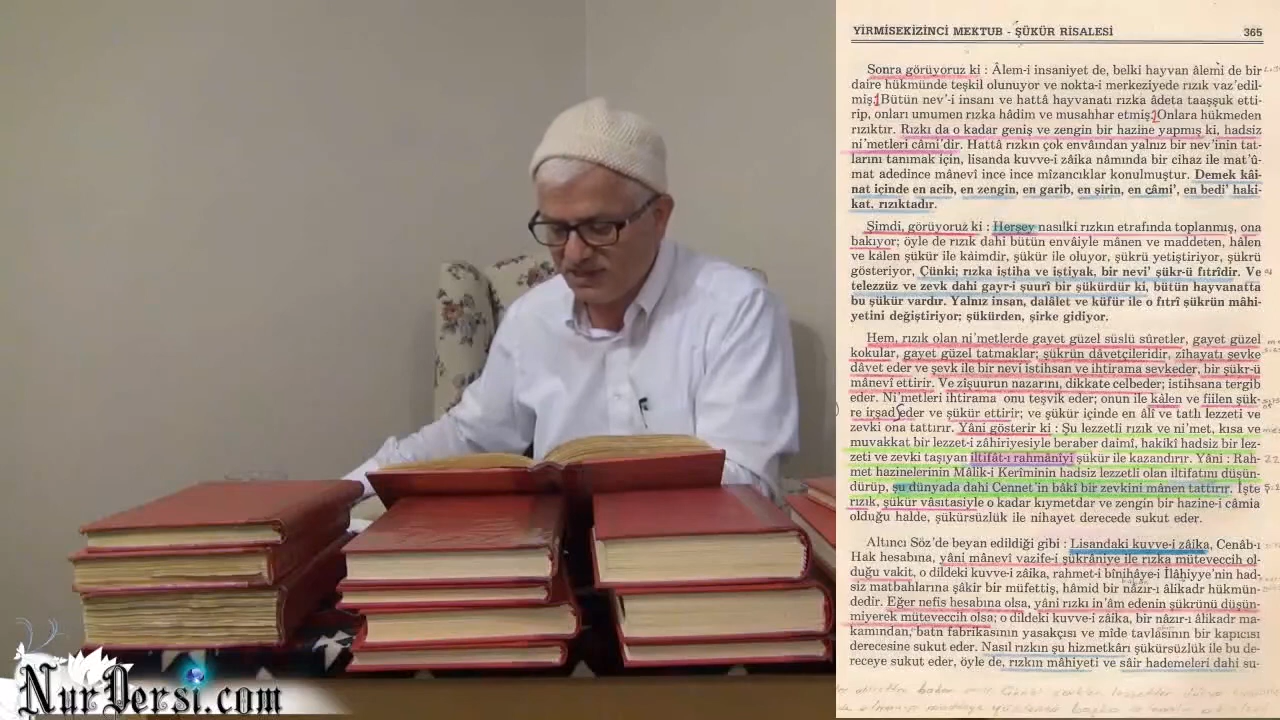 YİRMİSEKİZİNCİ MEKTUB - ŞÜKÜR RİSALESİ 365
Sonra görüyoruz ki : Âlem-i insaniyet de, belki hayvan âlemi de bir
daire hükmünde teşkil olunuyor ve nokta-i merkeziyede rızık vaz'edil-
miş. 1 Bütün nev'-i insanı ve hattâ hayvanatı rızka âdeta taaşşuk etti-
rip, onları umumen rızka hâdim ve musahhar etmiş. 2 Onlara hükmeden
rızıktır. Rızkı da o kadar geniş ve zengin bir hazine yapmış ki, hadsiz
ni'metleri câmi'dir. Hattâ rızkın çok envâından yalnız bir nev'inin tat-
larını tanımak için, lisanda kuvve-i zâika nâmında bir cihaz ile mat'û-
mat adedince mânevî ince ince mîzancıklar konulmuştur. Demek kâi-
nat içinde en acib, en zengin, en garib, en şirin, en câmi', en bedi' haki-
kat, rızıktadır.
Şimdi, görüyoruz ki : Herşey nasılki rızkın etrafında toplanmış, ona
bakıyor; öyle de rızık dahi bütün envâiyle mânen ve maddeten, hâlen
ve kâlen şükür ile kâimdir, şükür ile oluyor, şükrü yetiştiriyor, şükrü
gösteriyor, Çünki; rızka iştiha ve iştiyak, bir nevi' şükr-ü fıtrîdir. Ve
telezzüz ve zevk dahi gayr-i şuurî bir şükürdür ki, bütün hayvanatta
bu şükür vardır. Yalnız insan, dalâlet ve küfür ile o fıtrî şükrün mâhi-
yetini değiştiriyor; şükürden, şirke gidiyor.
Hem, rızık olan ni'metlerde gayet güzel süslü sûretler, gayet güzel
kokular, gayet güzel tatmaklar; şükrün dâvetçileridir, zîhayatı şevke
dâvet eder ve şevk ile bir nevi istihsan ve ihtirama sevkeder, bir şükr-ü
mânevî ettirir. Ve zîşuurun nazarını, dikkate celbeder; istihsana tergib
eder. Ni'metleri ihtirama onu teşvik eder; onun ile kâlen ve fiilen şük-
re irşad eder ve şükür ettirir; ve şükür içinde en âlî ve tatlı lezzeti ve
zevki ona tattırır. Yâni gösterir ki : Şu lezzetli rızık ve ni'met, kısa ve
muvakkat bir lezzet-i zâhiriyesiyle beraber daimî, hakikî hadsiz bir lez-
zeti ve zevki taşıyan iltifât-ı rahmânîyi şükür ile kazandırır. Yâni : Rah-
met hazinelerinin Mâlik-i Kerîminin hadsiz lezzetli olan iltifatını düşün-
dürüp, şu dünyada dahi Cennet'in bâki bir zevkini mânen tattırır. İşte
rızık, şükür vâsıtasiyle o kadar kıymetdar ve zengin bir hazine-i câmia
olduğu halde, şükürsüzlük ile nihayet derecede sukut eder.
Altıncı Söz'de beyan edildiği gibi : Lisandaki kuvve-i zâika, Cenâb-ı
Hak hesabına, yâni mânevî vazife-i şükrâniye ile rızka müteveccih ol-
duğu vakit, o dildeki kuvve-i zâika, rahmet-i bînihâye-i İlâhiyye'nin had-
siz matbahlarına şâkir bir müfettiş, hâmid bir nâzır-ı âlikadr hükmün-
dedir. Eğer nefis hesabına olsa, yâni rızkı in'âm edenin şükrünü düşün-
miyerek müteveccih olsa; o dildeki kuvve-i zâika, bir nâzır-ı âlikadr ma-
kamından, batn fabrikasının yasakçısı ve mîde tavlasının bir kapıcısı
derecesine sukut eder. Nasıl rızkın şu hizmetkârı şükürsüzlük ile bu de-
receye sukut eder, öyle de, rızkın mâhiyeti ve sâir hademeleri dahi su-
NurDersi.com